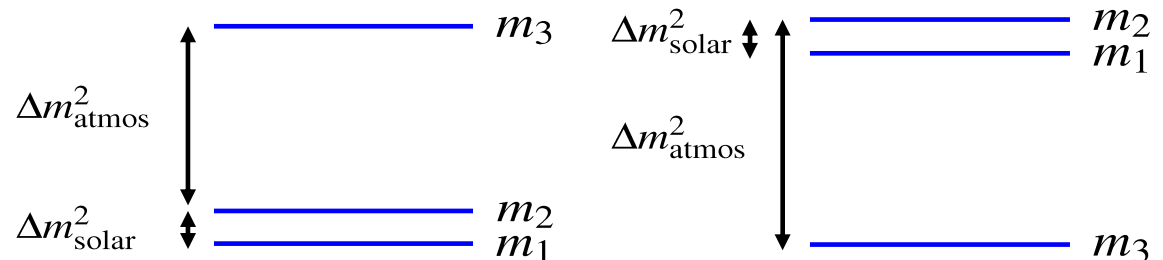 m₃
Δm²atmos
m₂
Δm²solar
m₁
m₂
Δm²solar
m₁
Δm²atmos
m₃